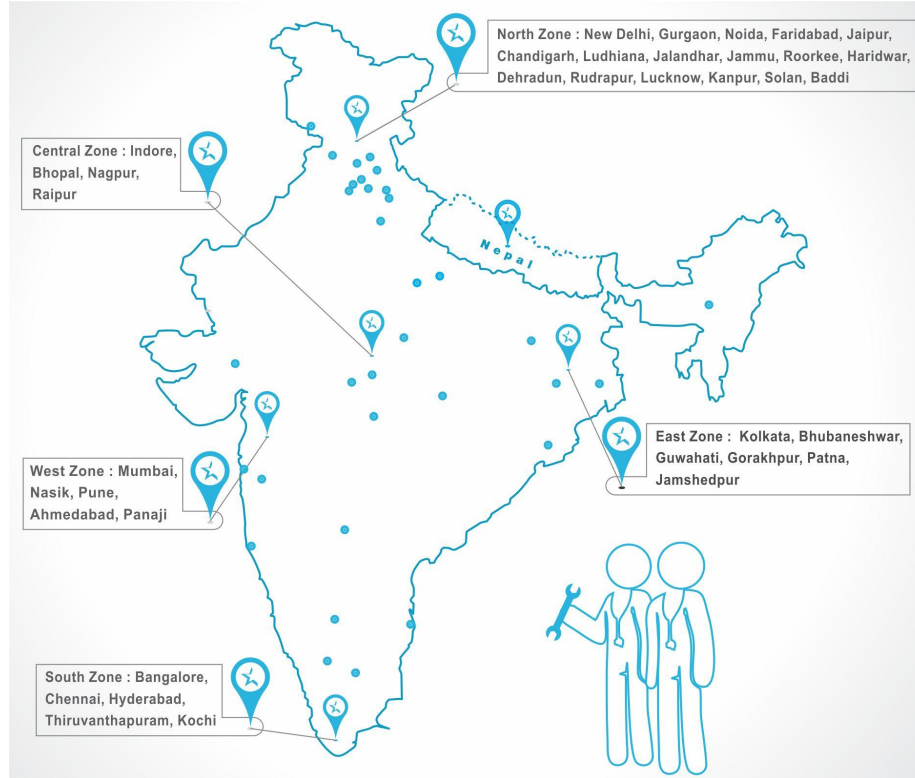 North Zone : New Delhi, Gurgaon, Noida, Faridabad, Jaipur,
Chandigarh, Ludhiana, Jalandhar, Jammu, Roorkee, Haridwar,
Dehradun, Rudrapur, Lucknow, Kanpur, Solan, Baddi
Central Zone : Indore,
Bhopal, Nagpur,
Raipur
Nepal
East Zone : Kolkata, Bhubaneshwar,
Guwahati, Gorakhpur, Patna,
Jamshedpur
West Zone : Mumbai,
Nasik, Pune,
Ahmedabad, Panaji
South Zone : Bangalore,
Chennai, Hyderabad,
Thiruvanthapuram, Kochi